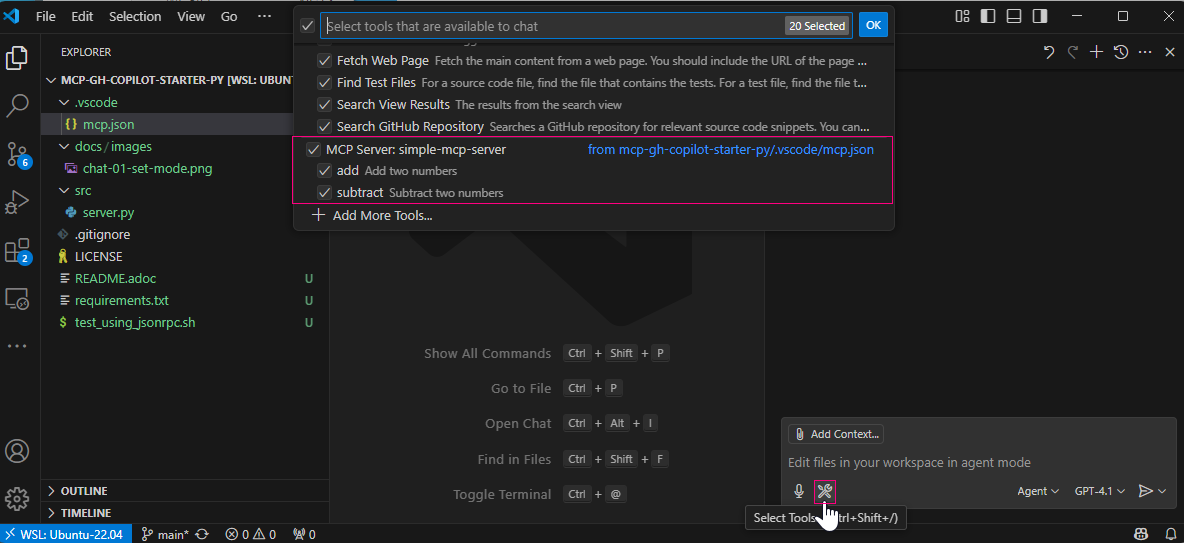 File Edit Selection View Go ···
Select tools that are available to chat 20 Selected OK
Fetch Web Page Fetch the main content from a web page. You should include the URL of the page ...
Find Test Files For a source code file, find the file that contains the tests. For a test file, find the file t...
Search View Results The results from the search view
Search GitHub Repository Searches a GitHub repository for relevant source code snippets. You can...
MCP Server: simple-mcp-server from mcp-gh-copilot-starter-py/.vscode/mcp.json
add Add two numbers
subtract Subtract two numbers
Add More Tools...
EXPLORER
MCP-GH-COPILOT-STARTER-PY [WSL: UBUNT
.vscode
{} mcp.json
docs / images
chat-01-set-mode.png
src
server.py
.gitignore
LICENSE
README.adoc U
requirements.txt U
$ test_using_jsonrpc.sh U
6
2
OUTLINE
TIMELINE
Show All Commands Ctrl + Shift + P
Go to File Ctrl + P
Open Chat Ctrl + Alt + I
Find in Files Ctrl + Shift + F
Toggle Terminal Ctrl + @
Add Context...
Edit files in your workspace in agent mode
Agent GPT-4.1
Select Tools trl+Shift+/)
WSL: Ubuntu-22.04 main* 0 0 0